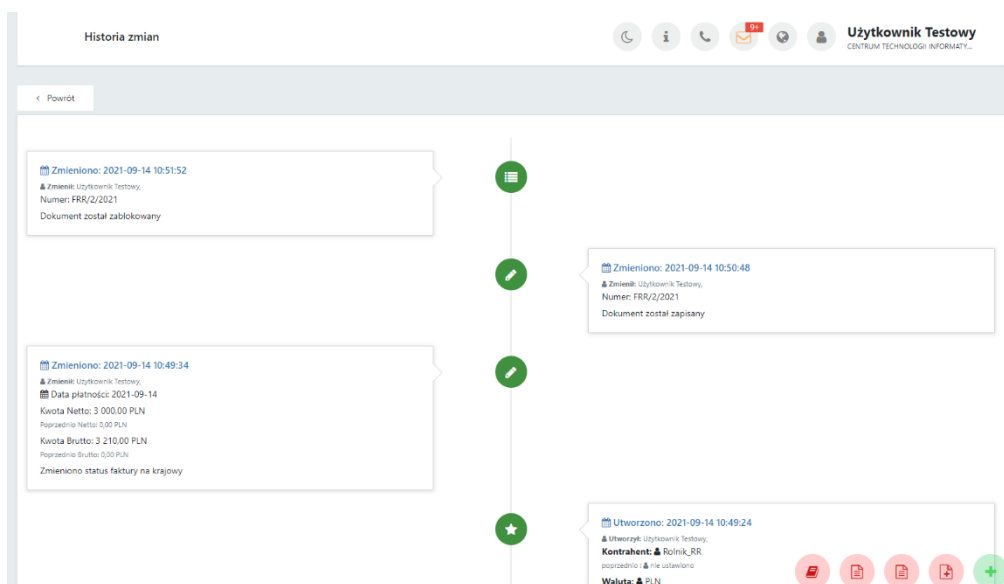 Historia zmian
9+
Użytkownik Testowy
CENTRUM TECHNOLOGII INFORMATY...
< Powrót
Zmieniono: 2021-09-14 10:51:52
Zmienił: Użytkownik Testowy,
Numer: FRR/2/2021
Dokument został zablokowany
Zmieniono: 2021-09-14 10:50:48
Zmienił: Użytkownik Testowy,
Numer: FRR/2/2021
Dokument został zapisany
Zmieniono: 2021-09-14 10:49:34
Zmienił: Użytkownik Testowy,
Data płatności: 2021-09-14
Kwota Netto: 3 000,00 PLN
Poprzednio Netto: 0,00 PLN
Kwota Brutto: 3 210,00 PLN
Poprzednio Brutto: 0,00 PLN
Zmieniono status faktury na krajowy
Utworzono: 2021-09-14 10:49:24
Utworzył: Użytkownik Testowy,
Kontrahent: Rolnik_RR
poprzednio : nie ustawiono
Waluta: PLN